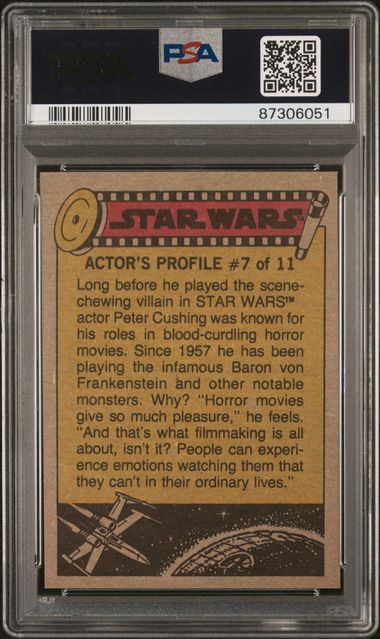 PSA
87306051
STAR WARS™
ACTOR'S PROFILE #7 of 11
Long before he played the scene-
chewing villain in STAR WARS™
actor Peter Cushing was known for
his roles in blood-curdling horror
movies. Since 1957 he has been
playing the infamous Baron von
Frankenstein and other notable
monsters. Why? "Horror movies
give so much pleasure," he feels.
"And that's what filmmaking is all
about, isn't it? People can experi-
ence emotions watching them that
they can't in their ordinary lives."
PSA